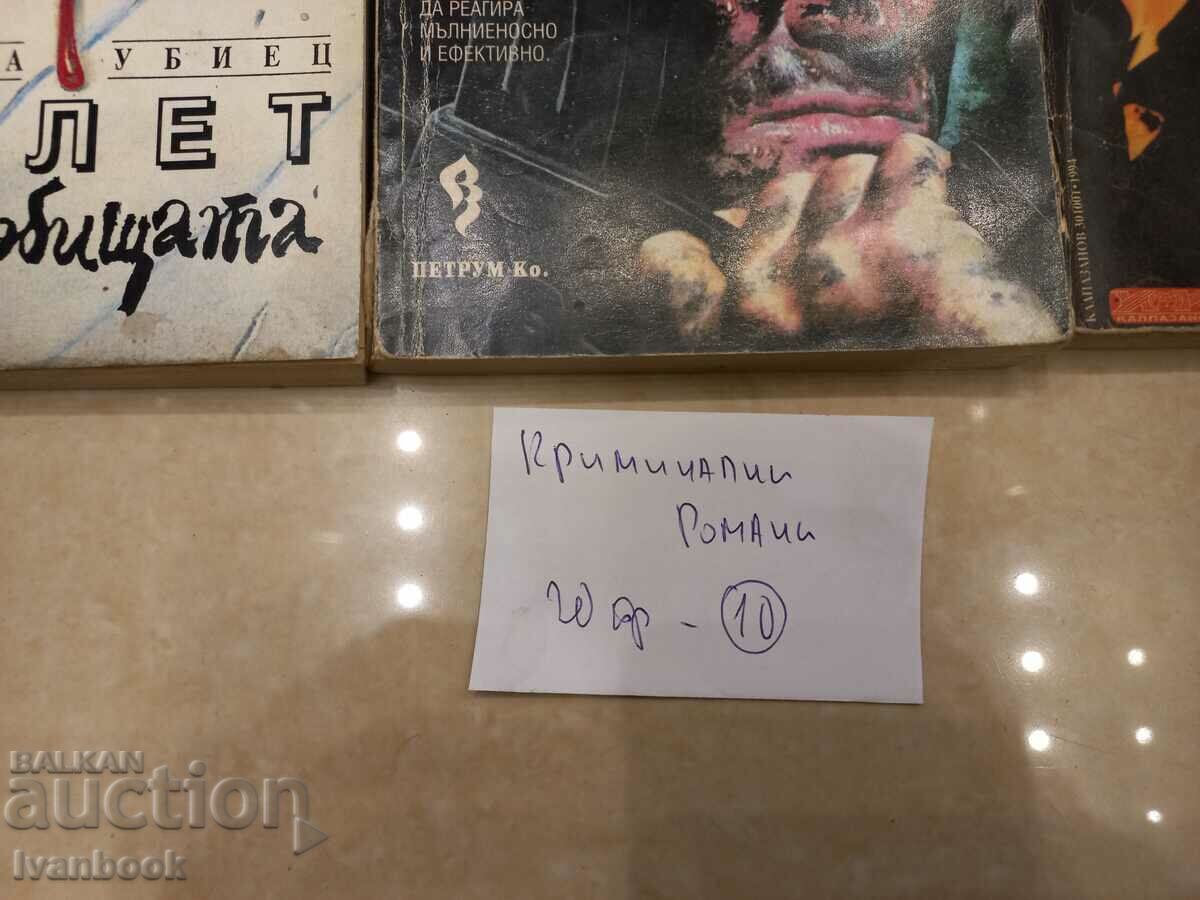 А УБИЕЦ
ЛЕТ
обищата
ДА РЕАГИРА
МЪЛНИЕНОСНО
И ЕФЕКТИВНО.
ПЕТРУМ Ко.
Криминални
Романи
20 бр - 10
BALKAN
auction
Ivanbook